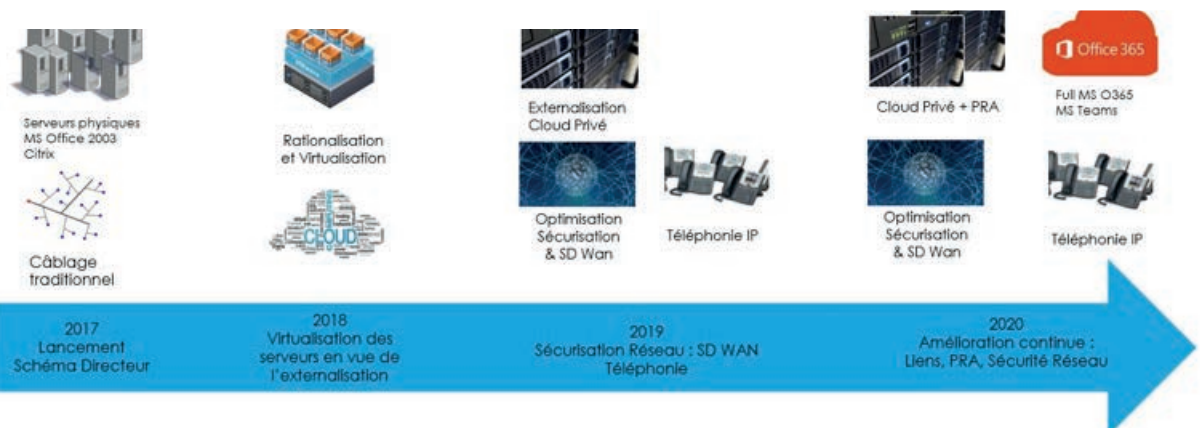 Serveurs physiques
MS Office 2003
Citrix
Câblage
traditionnel
Rationalisation
et Virtualisation
CLOUD
Externalisation
Cloud Privé
Optimisation
Sécurisation
& SD Wan
Téléphonie IP
Cloud Privé + PRA
Office 365
Full MS O365
MS Teams
Optimisation
Sécurisation
& SD Wan
Téléphonie IP
2017
Lancement
Schéma Directeur
2018
Virtualisation des
serveurs en vue de
l'externalisation
2019
Sécurisation Réseau : SD WAN
Téléphonie
2020
Amélioration continue :
Liens, PRA, Sécurité Réseau